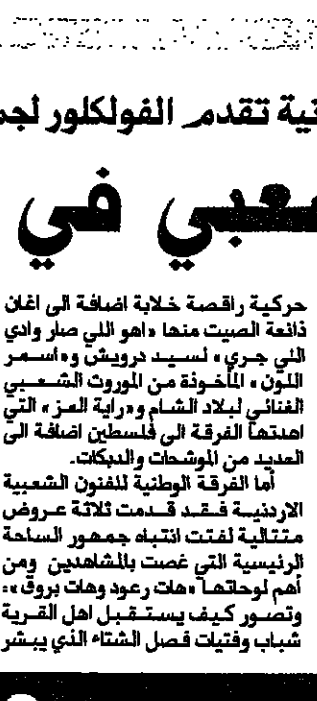 نية تقدم الفولكلور لجم
عبي في
حركية راقصة خلابة اضافة الى اغان
ذائعة الصيت منها «اهو اللي صار وادي
اللي جرى» لسيد درويش و«اسمر
اللون» المأخوذة من الموروث الشعبي
الغنائي لبلاد الشام و«راية العز» التي
اهدتها الفرقة الى فلسطين اضافة الى
العديد من الموشحات والدبكات.
أما الفرقة الوطنية للفنون الشعبية
الاردنية فقد قدمت ثلاثة عروض
متتالية لفتت انتباه جمهور الساحة
الرئيسية التي غصت بالمشاهدين ومن
أهم لوحاتها «هات رعود وهات بروق»:
وتصور كيف يستقبل اهل القرية
شباب وفتيات فصل الشتاء الذي يبشر